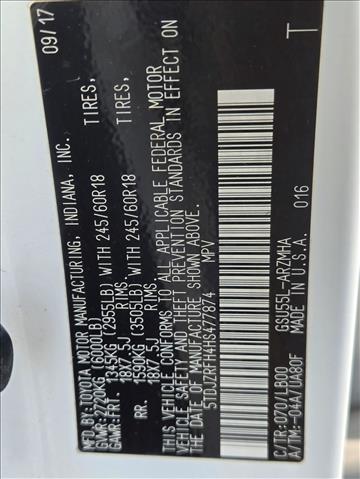 MFD. BY: TOYOTA MOTOR MANUFACTURING, INDIANA, INC. 09/17
GVWR: 2720KG (6000LB)
GAWR: FRT. 1345KG (2955LB) WITH 245/60R18 TIRES,
18X7.5J RIMS.
RR. 1590KG (3505LB) WITH 245/60R18 TIRES,
18X7.5J RIMS.
THIS VEHICLE CONFORMS TO ALL APPLICABLE FEDERAL MOTOR
VEHICLE SAFETY AND THEFT PREVENTION STANDARDS IN EFFECT ON
THE DATE OF MANUFACTURE SHOWN ABOVE.
5TDJZRFH4HS477874 MPV
C/TR: 070/LB00 GSU55L-ARZMHA
A/TM: -04A/UA80F MADE IN U.S.A.
016
T